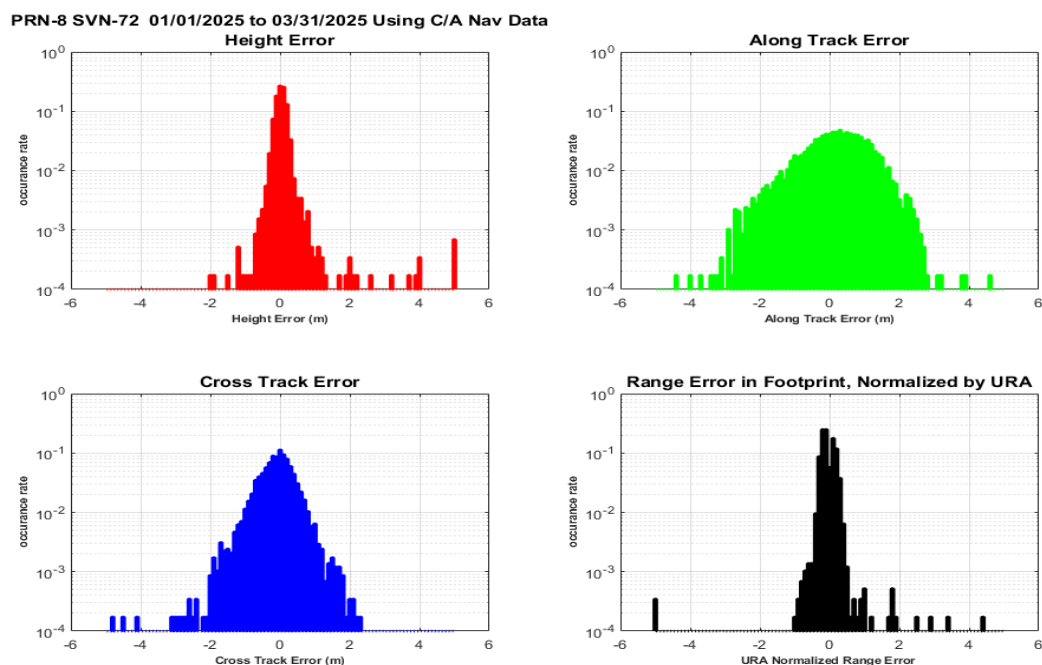 PRN-8 SVN-72  01/01/2025 to 03/31/2025 Using C/A Nav Data
Height Error
10^0
10^-1
10^-2
10^-3
10^-4
occurance rate
-6 -4 -2 0 2 4 6
Height Error (m)
Along Track Error
10^0
10^-1
10^-2
10^-3
10^-4
occurance rate
-6 -4 -2 0 2 4 6
Along Track Error (m)
Cross Track Error
10^0
10^-1
10^-2
10^-3
10^-4
occurance rate
-6 -4 -2 0 2 4 6
Cross Track Error (m)
Range Error in Footprint, Normalized by URA
10^0
10^-1
10^-2
10^-3
10^-4
occurance rate
-6 -4 -2 0 2 4 6
URA Normalized Range Error